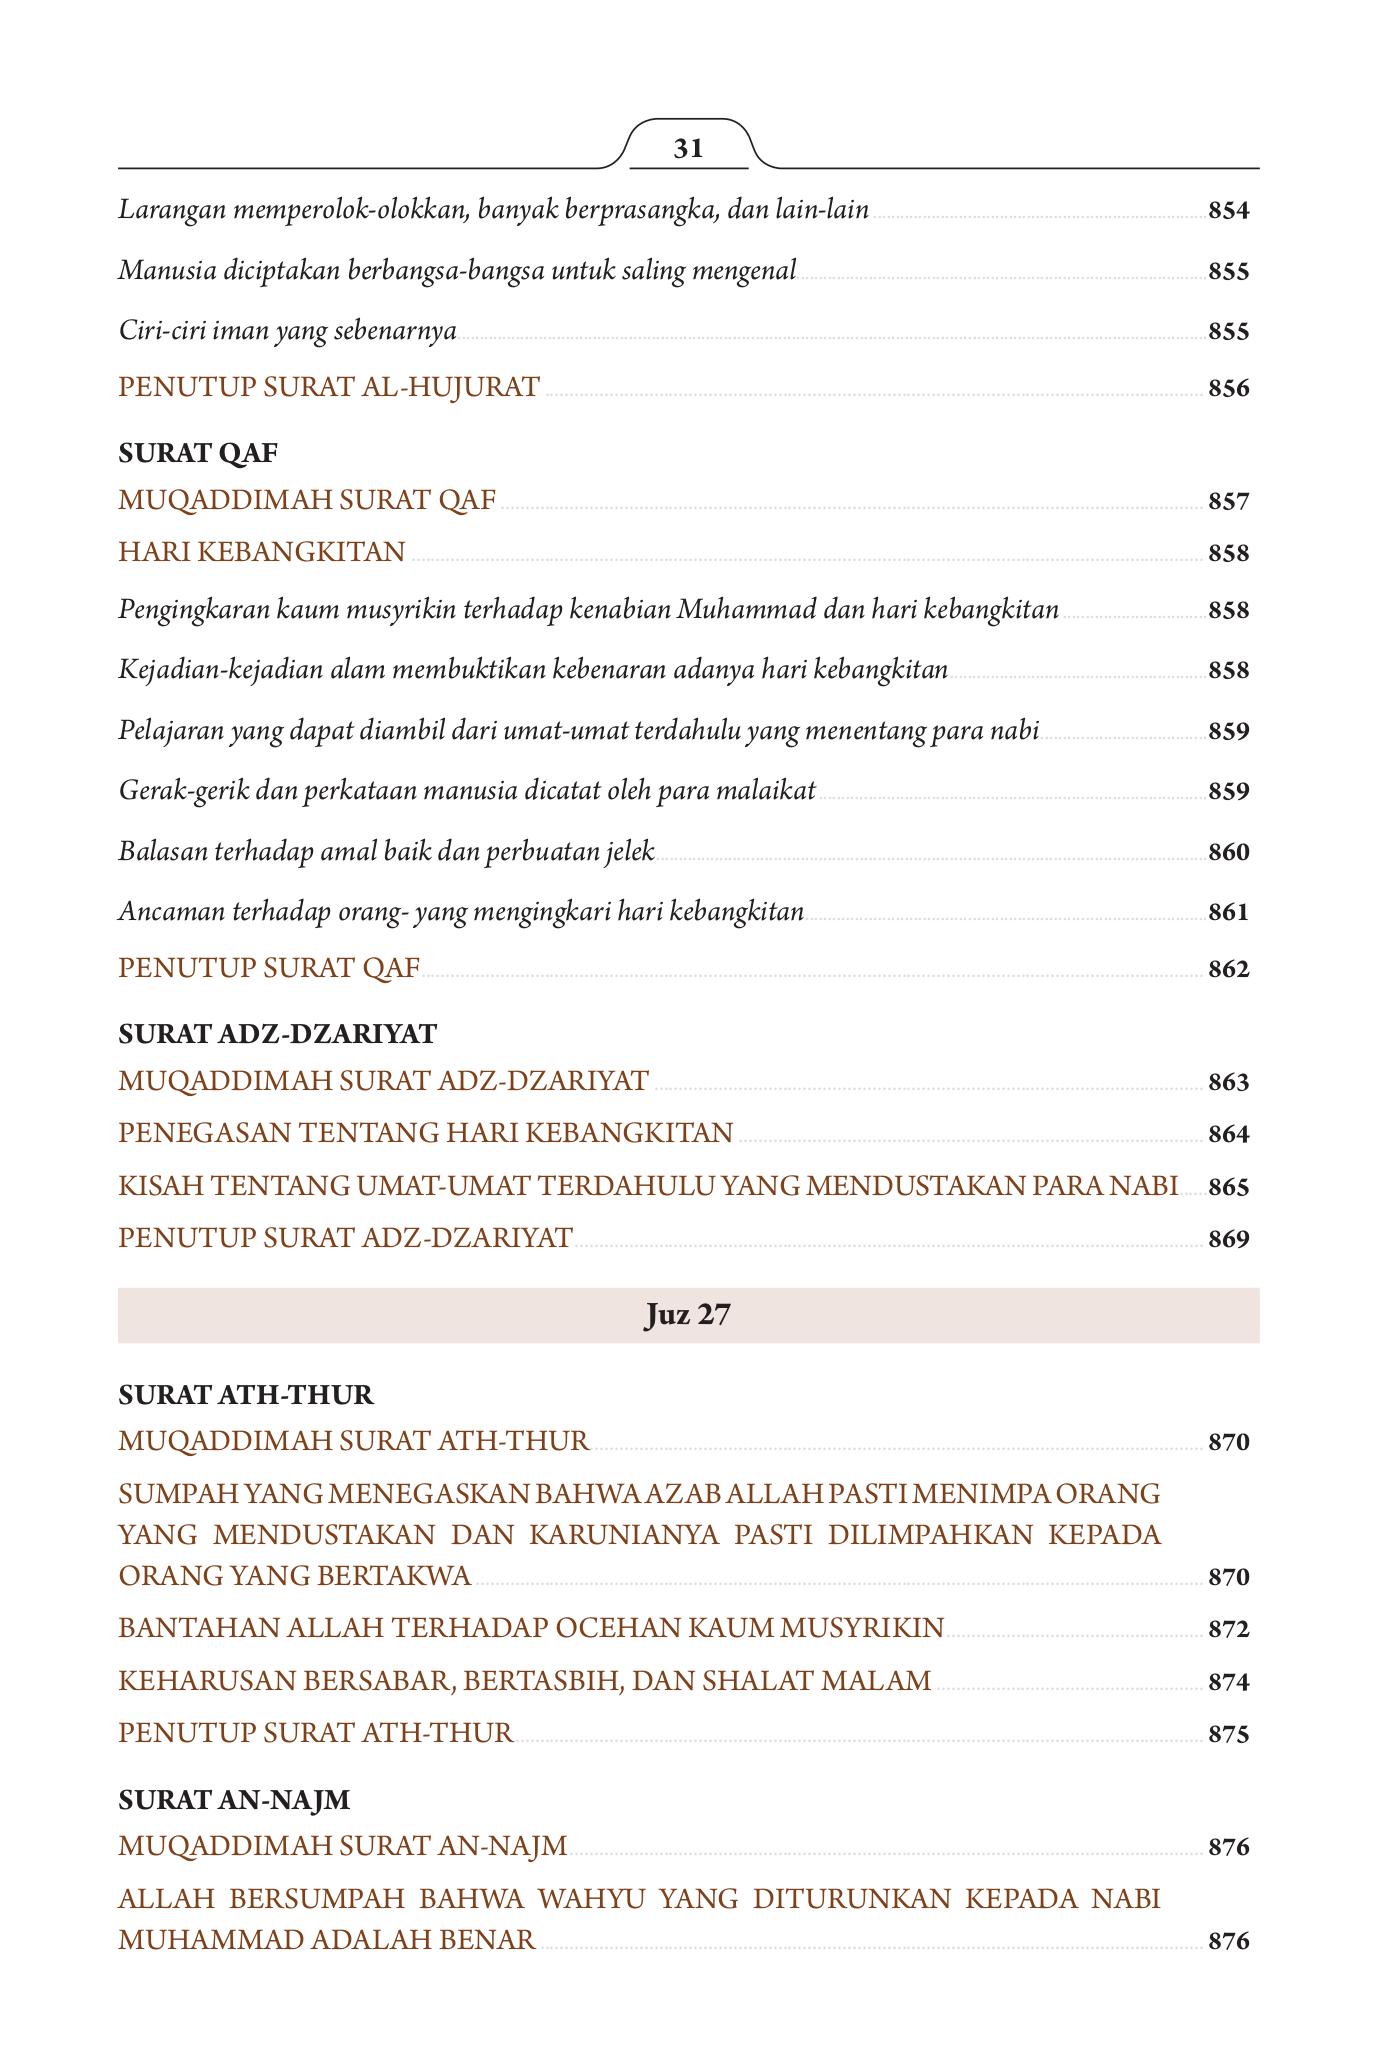 31
Larangan memperolok-olokkan, banyak berprasangka, dan lain-lain 854
Manusia diciptakan berbangsa-bangsa untuk saling mengenal 855
Ciri-ciri iman yang sebenarnya 855
PENUTUP SURAT AL-HUJURAT 856
SURAT QAF
MUQADDIMAH SURAT QAF 857
HARI KEBANGKITAN 858
Pengingkaran kaum musyrikin terhadap kenabian Muhammad dan hari kebangkitan 858
Kejadian-kejadian alam membuktikan kebenaran adanya hari kebangkitan 858
Pelajaran yang dapat diambil dari umat-umat terdahulu yang menentang para nabi 859
Gerak-gerik dan perkataan manusia dicatat oleh para malaikat 859
Balasan terhadap amal baik dan perbuatan jelek 860
Ancaman terhadap orang- yang mengingkari hari kebangkitan 861
PENUTUP SURAT QAF 862
SURAT ADZ-DZARIYAT
MUQADDIMAH SURAT ADZ-DZARIYAT 863
PENEGASAN TENTANG HARI KEBANGKITAN 864
KISAH TENTANG UMAT-UMAT TERDAHULU YANG MENDUSTAKAN PARA NABI 865
PENUTUP SURAT ADZ-DZARIYAT 869
Juz 27
SURAT ATH-THUR
MUQADDIMAH SURAT ATH-THUR 870
SUMPAH YANG MENEGASKAN BAHWA AZAB ALLAH PASTI MENIMPA ORANG
YANG MENDUSTAKAN DAN KARUNIANYA PASTI DILIMPAHKAN KEPADA
ORANG YANG BERTAKWA 870
BANTAHAN ALLAH TERHADAP OCEHAN KAUM MUSYRIKIN 872
KEHARUSAN BERSABAR, BERTASBIH, DAN SHALAT MALAM 874
PENUTUP SURAT ATH-THUR 875
SURAT AN-NAJM
MUQADDIMAH SURAT AN-NAJM 876
ALLAH BERSUMPAH BAHWA WAHYU YANG DITURUNKAN KEPADA NABI
MUHAMMAD ADALAH BENAR 876